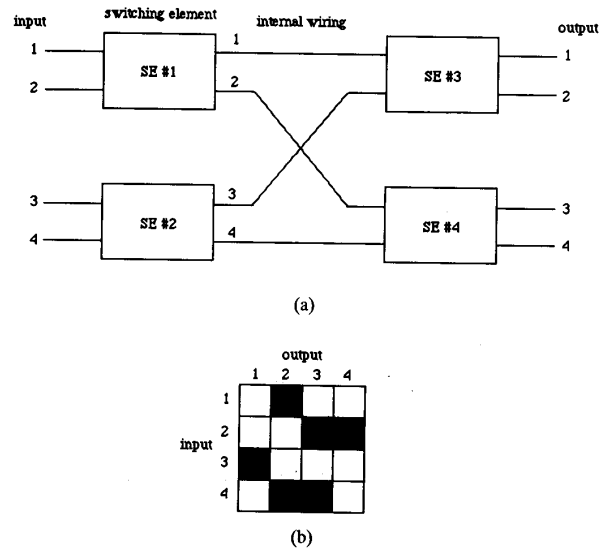 input
switching element
internal wiring
output
1
2
3
4
SE #1
SE #2
1
2
3
4
SE #3
SE #4
1
2
3
4
(a)
output
1 2 3 4
input
1
2
3
4
(b)